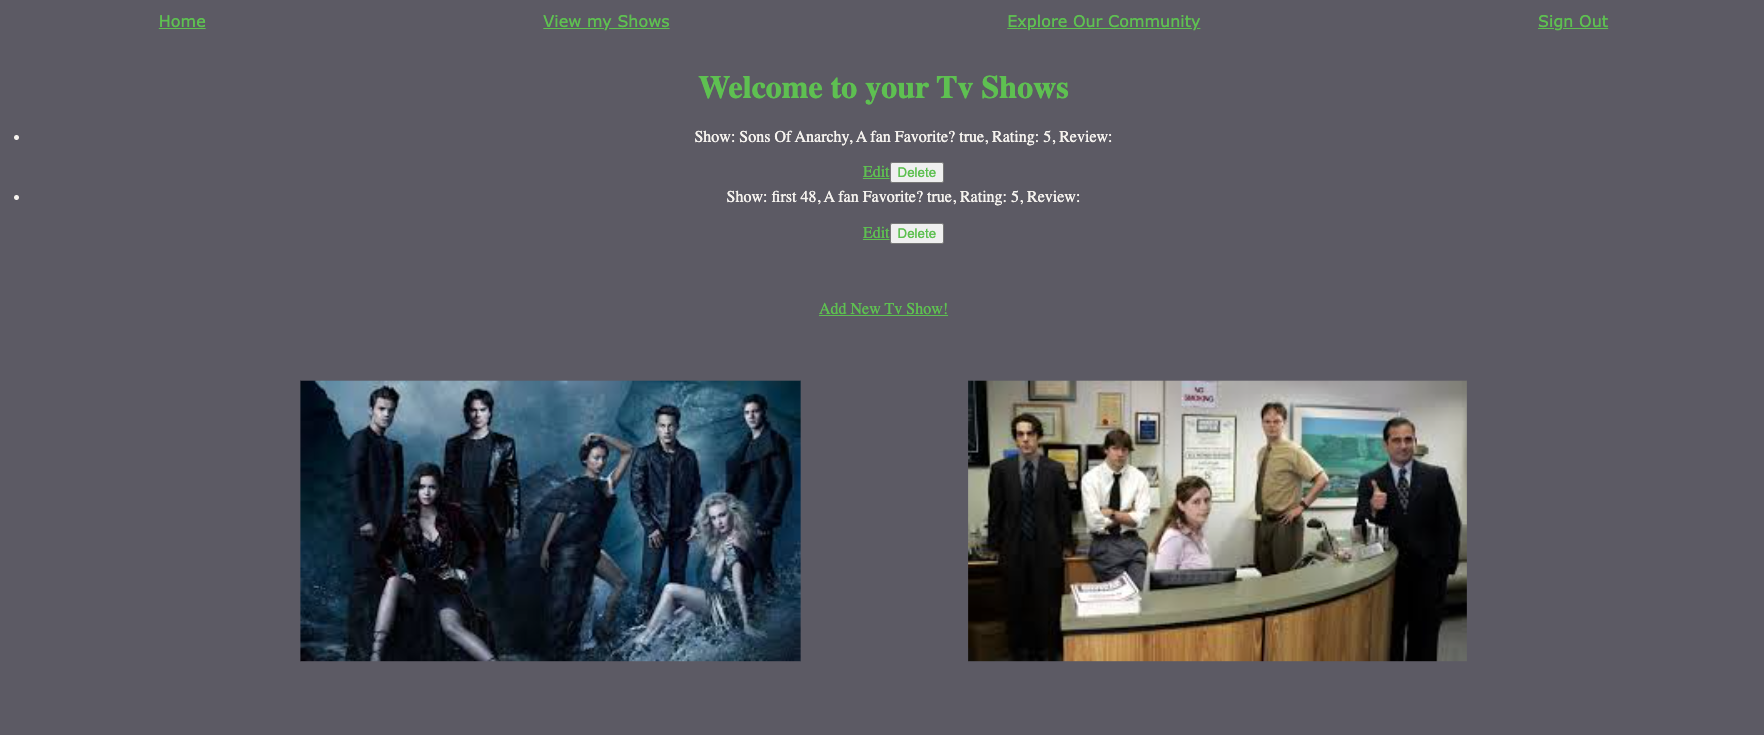 Home View my Shows Explore Our Community Sign Out
Welcome to your Tv Shows
Show: Sons Of Anarchy, A fan Favorite? true, Rating: 5, Review:
Edit Delete
Show: first 48, A fan Favorite? true, Rating: 5, Review:
Edit Delete
Add New Tv Show!
NO
SMOKING